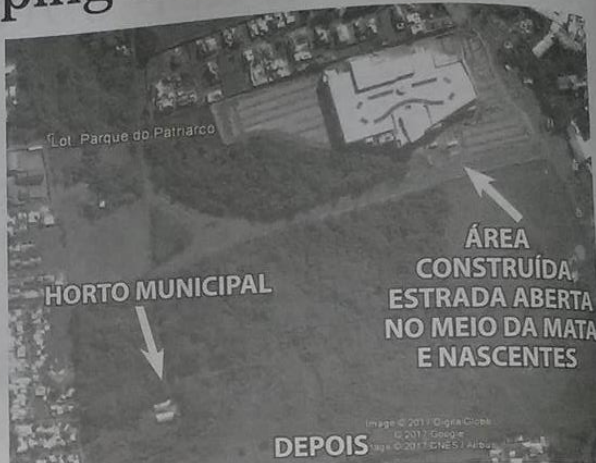 ping
Lot. Parque do Patriarco
HORTO MUNICIPAL
ÁREA
CONSTRUÍDA,
ESTRADA ABERTA
NO MEIO DA MATA
E NASCENTES
DEPOIS
Image © 2017 Digital Globe
© 2017 Google
Image © 2017 CNES / Airbus